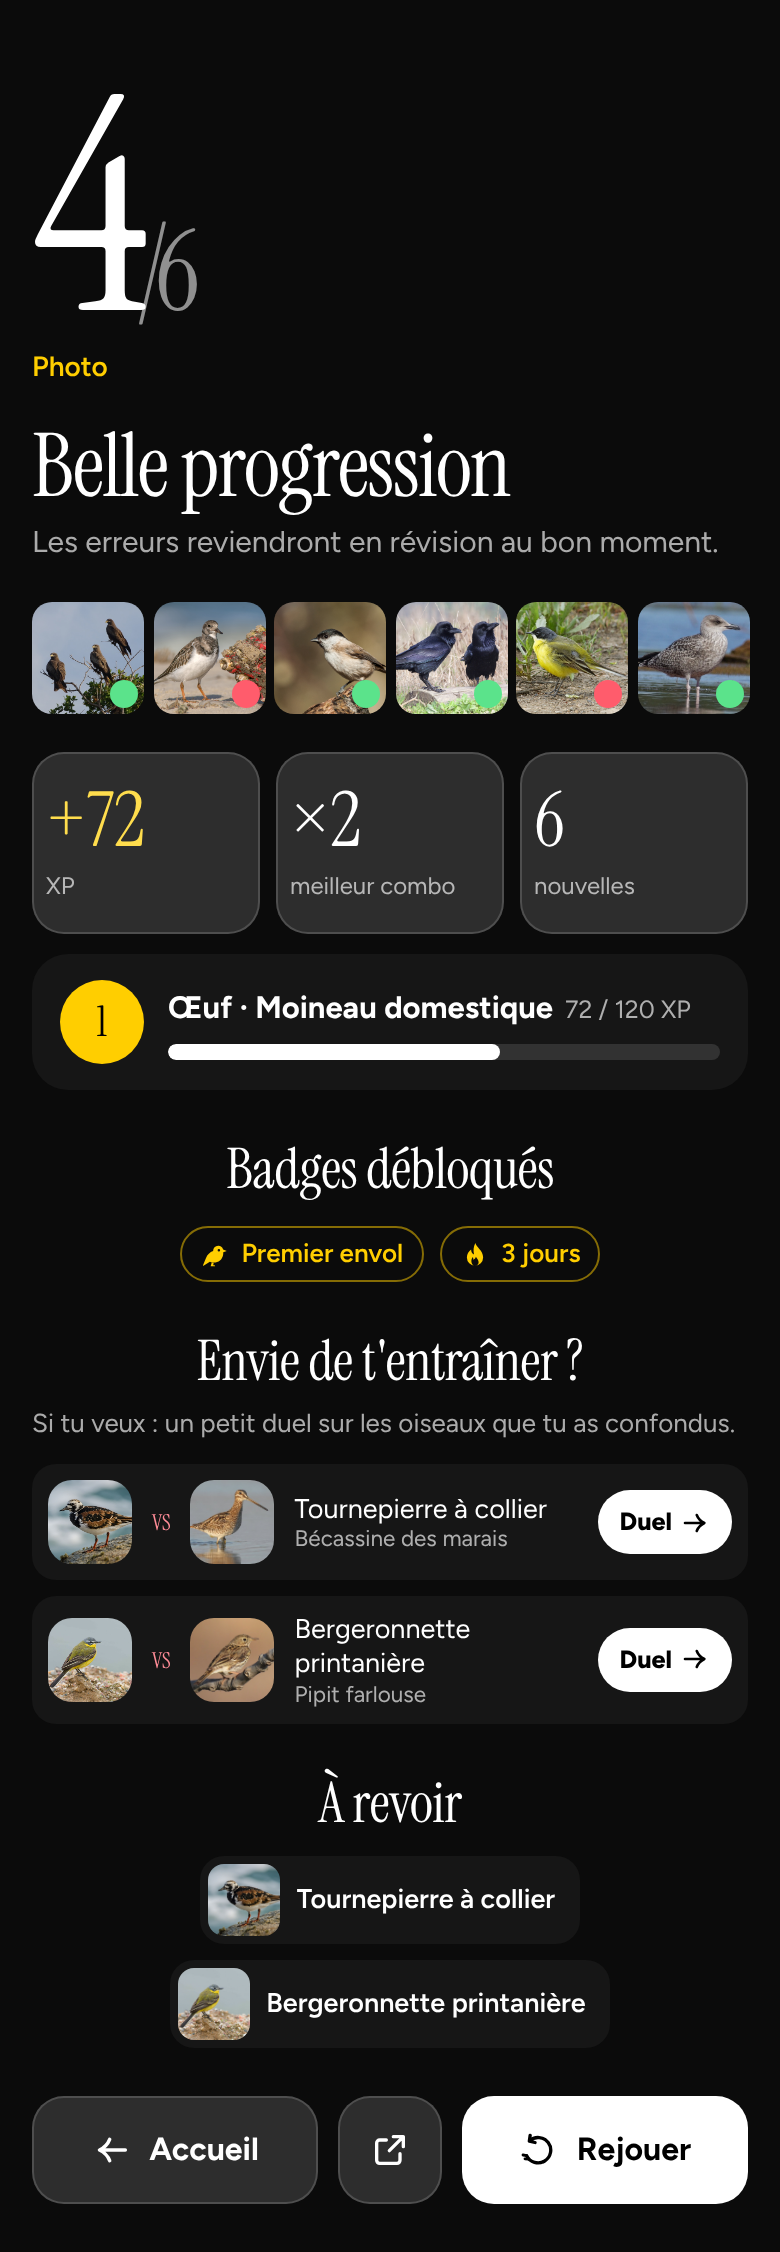 4/6
Photo
Belle progression
Les erreurs reviendront en révision au bon moment.
+72
XP
×2
meilleur combo
6
nouvelles
1
Œuf · Moineau domestique 72 / 120 XP
Badges débloqués
Premier envol
3 jours
Envie de t'entraîner ?
Si tu veux : un petit duel sur les oiseaux que tu as confondus.
VS
Tournepierre à collier
Bécassine des marais
Duel →
VS
Bergeronnette
printanière
Pipit farlouse
Duel →
À revoir
Tournepierre à collier
Bergeronnette printanière
← Accueil
Rejouer